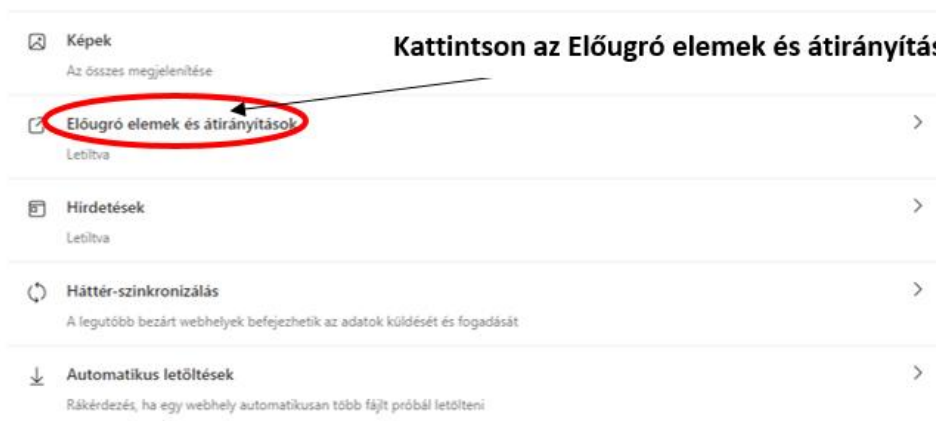 Képek
Kattintson az Előugró elemek és
Az összes megjelenítése
Előugró elemek és átirányítások
Letiltva
Hirdetések
Letiltva
Háttér-szinkronizálás
A legutóbb bezárt webhelyek befejezhetik az adatok küldését és fogadását
Automatikus letöltések
Rákérdezés, ha egy webhely automatikusan több fájlt próbál letölteni